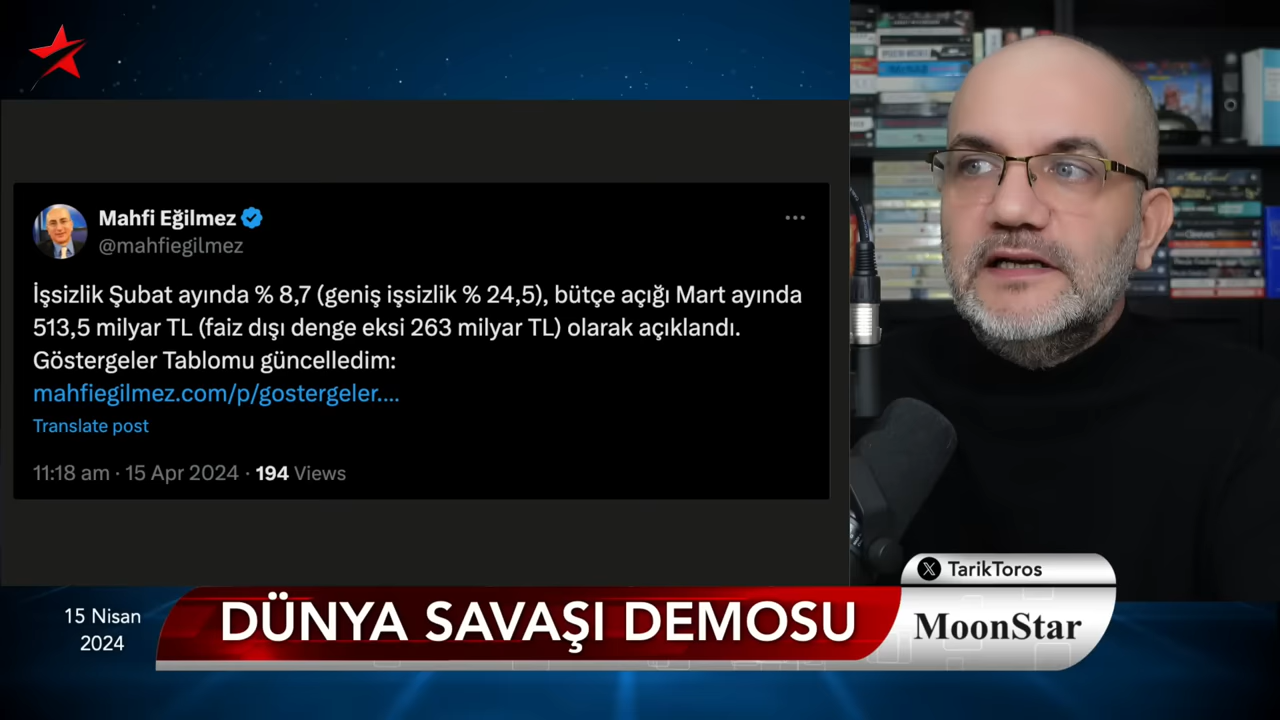 Mahfi Eğilmez
@mahfiegilmez
İşsizlik Şubat ayında % 8,7 (geniş işsizlik % 24,5), bütçe açığı Mart ayında
513,5 milyar TL (faiz dışı denge eksi 263 milyar TL) olarak açıklandı.
Göstergeler Tablomu güncelledim:
mahfiegilmez.com/p/gostergeler....
Translate post
11:18 am · 15 Apr 2024 · 194 Views
X TarikToros
15 Nisan
2024
DÜNYA SAVAŞI DEMOSU
MoonStar